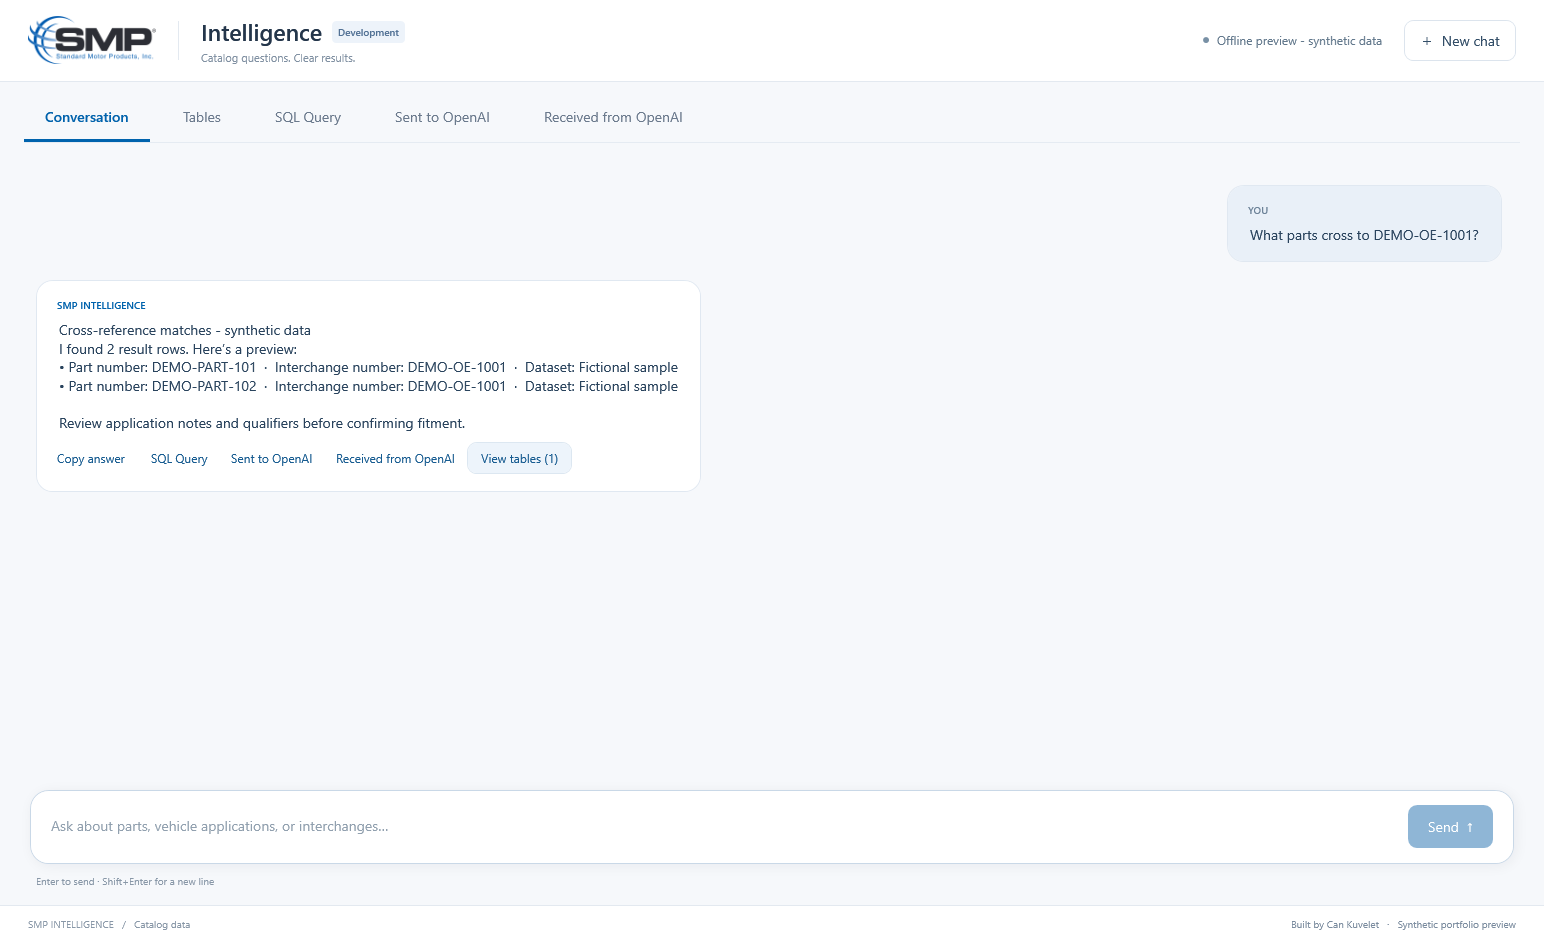 SMP®
Standard Motor Products, Inc.
Intelligence
Development
Catalog questions. Clear results.
Offline preview - synthetic data
+ New chat
Conversation
Tables
SQL Query
Sent to OpenAI
Received from OpenAI
YOU
What parts cross to DEMO-OE-1001?
SMP INTELLIGENCE
Cross-reference matches - synthetic data
I found 2 result rows. Here's a preview:
• Part number: DEMO-PART-101 · Interchange number: DEMO-OE-1001 · Dataset: Fictional sample
• Part number: DEMO-PART-102 · Interchange number: DEMO-OE-1001 · Dataset: Fictional sample
Review application notes and qualifiers before confirming fitment.
Copy answer
SQL Query
Sent to OpenAI
Received from OpenAI
View tables (1)
Ask about parts, vehicle applications, or interchanges...
Send ↑
Enter to send · Shift+Enter for a new line
SMP INTELLIGENCE / Catalog data
Built by Can Kuvelet · Synthetic portfolio preview